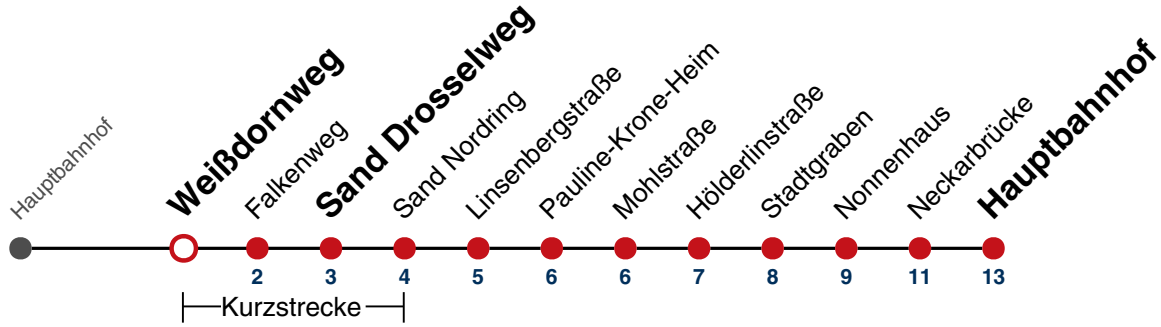 Hauptbahnhof
Weißdornweg
Falkenweg
Sand Drosselweg
Sand Nordring
Linsenbergstraße
Pauline-Krone-Heim
Mohlstraße
Hölderlinstraße
Stadtgraben
Nonnenhaus
Neckarbrücke
Hauptbahnhof
2 3 4 5 6 6 7 8 9 11 13
Kurzstrecke